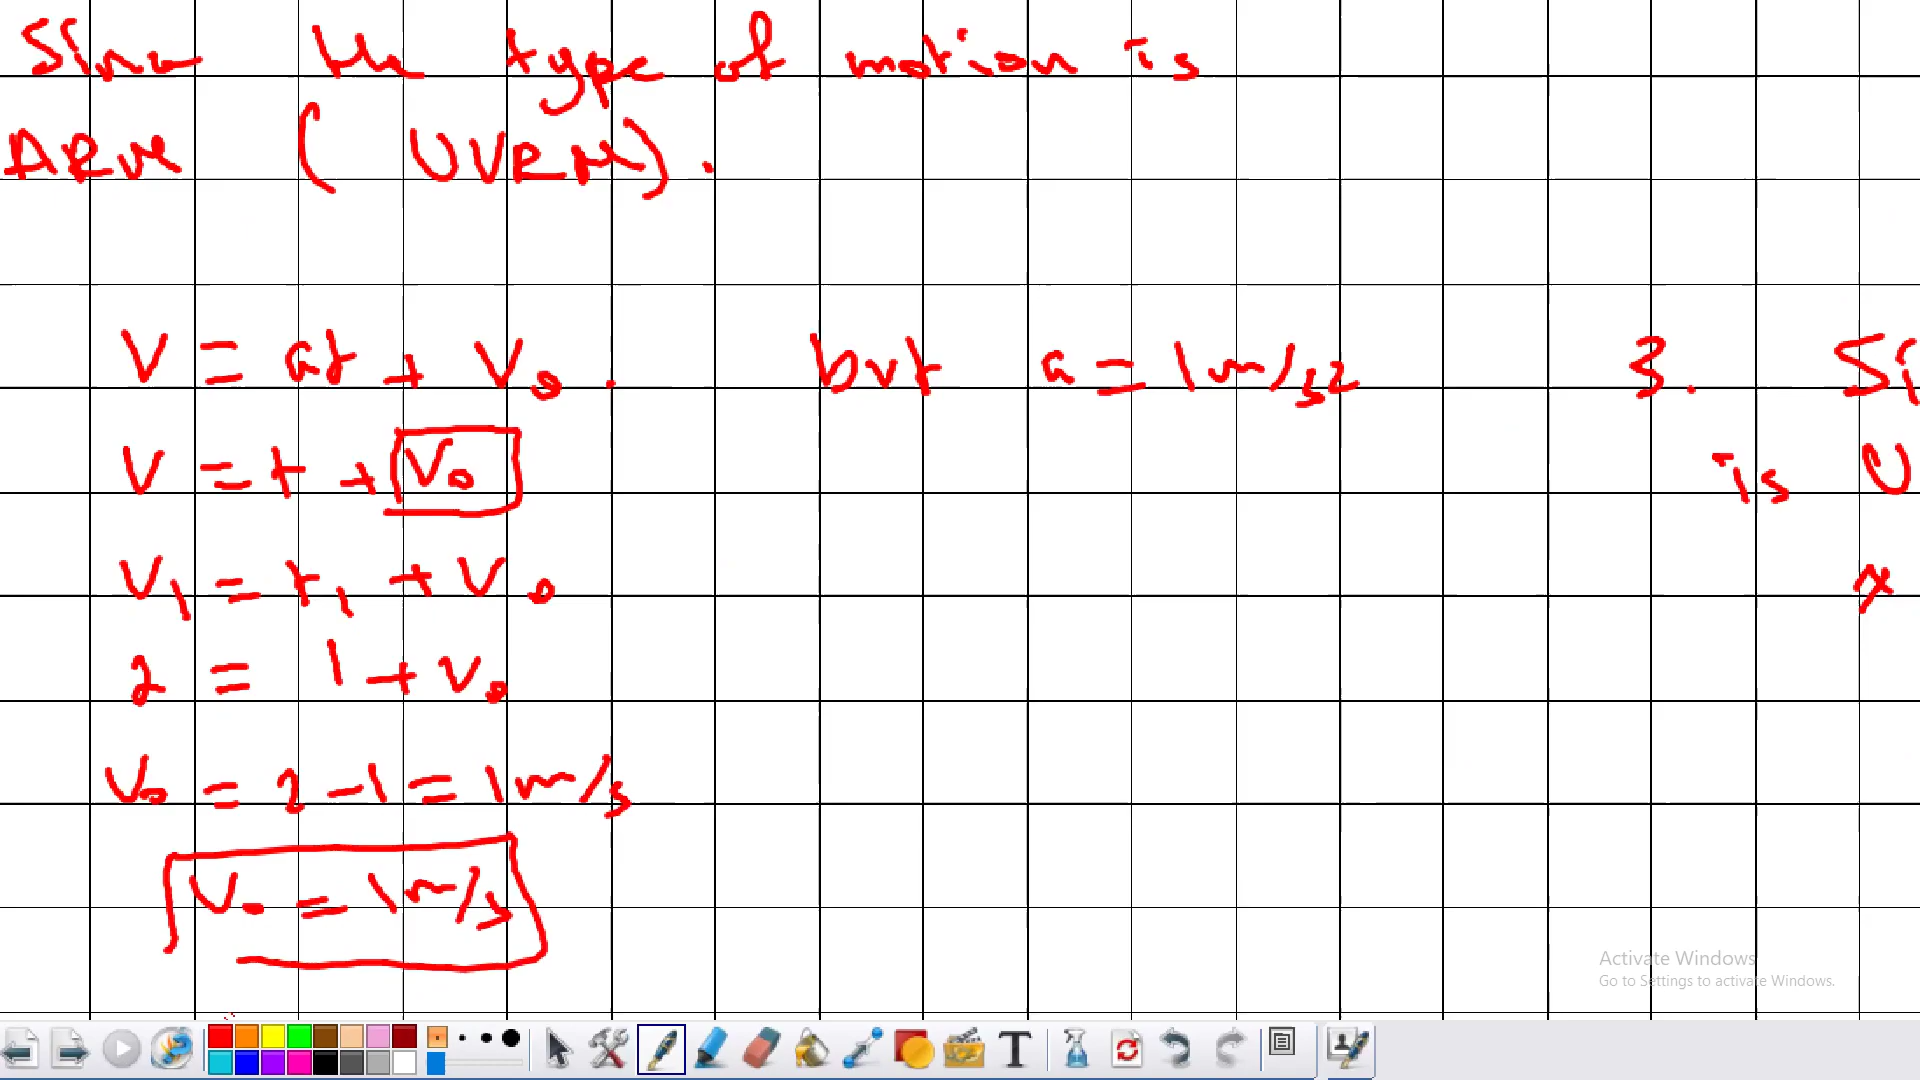 Since the type of motion is
ARM (UVRM).
V = at + V₀. but a = 1m/s2
V = t + V₀
V₁ = t₁ + V₀
2 = 1 + V₀
V₀ = 2 - 1 = 1m/s
V₀ = 1m/s
3. Si
is U
x
Activate Windows
Go to Settings to activate Windows.
T